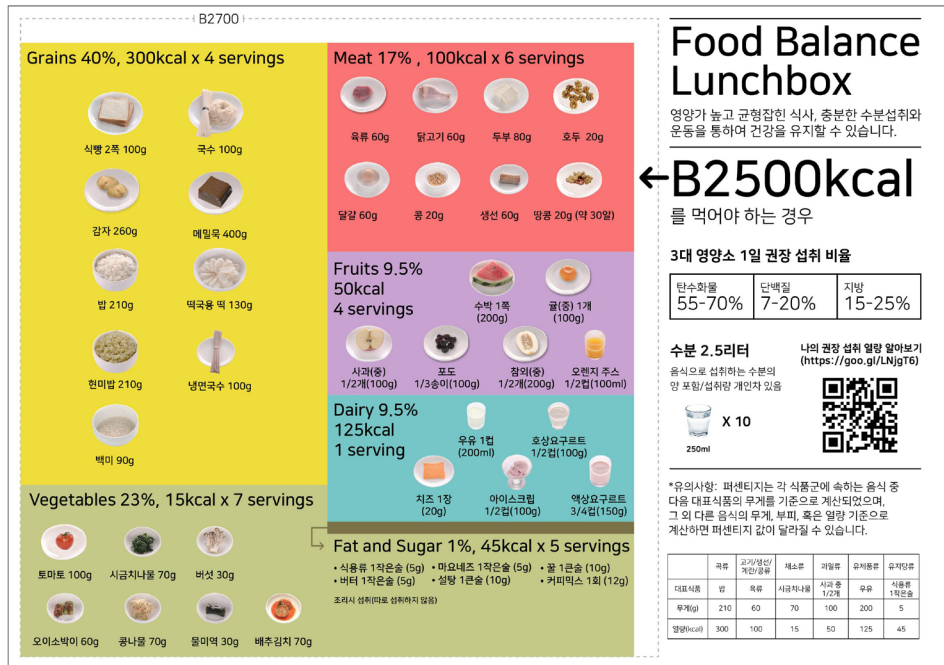 B2700
Grains 40%, 300kcal x 4 servings
식빵 2쪽 100g
국수 100g
감자 260g
메밀묵 400g
밥 210g
떡국용 떡 130g
현미밥 210g
냉면국수 100g
백미 90g
Vegetables 23%, 15kcal x 7 servings
토마토 100g
시금치나물 70g
버섯 30g
오이소박이 60g
콩나물 70g
물미역 30g
배추김치 70g
Meat 17% , 100kcal x 6 servings
육류 60g
닭고기 60g
두부 80g
호두 20g
달걀 60g
콩 20g
생선 60g
땅콩 20g (약 30알)
Fruits 9.5%
50kcal
4 servings
수박 1쪽
(200g)
귤(중) 1개
(100g)
사과(중)
1/2개(100g)
포도
1/3송이(100g)
참외(중)
1/2개(200g)
오렌지 주스
1/2컵(100ml)
Dairy 9.5%
125kcal
1 serving
우유 1컵
(200ml)
호상요구르트
1/2컵(100g)
치즈 1장
(20g)
아이스크립
1/2컵(100g)
액상요구르트
3/4컵(150g)
Fat and Sugar 1%, 45kcal x 5 servings
• 식용류 1작은술 (5g) • 마요네즈 1작은술 (5g) • 꿀 1큰술 (10g)
• 버터 1작은술 (5g) • 설탕 1큰술 (10g) • 커피믹스 1회 (12g)
조리시 섭취(따로 섭취하지 않음)
Food Balance
Lunchbox
영양가 높고 균형잡힌 식사, 충분한 수분섭취와
운동을 통하여 건강을 유지할 수 있습니다.
←B2500kcal
를 먹어야 하는 경우
3대 영양소 1일 권장 섭취 비율
탄수화물 단백질 지방
55-70% 7-20% 15-25%
수분 2.5리터
음식으로 섭취하는 수분의
양 포함/섭취량 개인차 있음
250ml
X 10
나의 권장 섭취 열량 알아보기
(https://goo.gl/LNjgT6)
*유의사항: 퍼센티지는 각 식품군에 속하는 음식 중
다음 대표식품의 무게를 기준으로 계산되었으며,
그 외 다른 음식의 무게, 부피, 혹은 열량 기준으로
계산하면 퍼센티지 값이 달라질 수 있습니다.
곡류 고기/생선/계란/콩류 채소류 과일류 유제품류 유지당류
대표식품 밥 육류 시금치나물 사과 중 1/2개 우유 식용류 1작은술
무게(g) 210 60 70 100 200 5
열량(kcal) 300 100 15 50 125 45